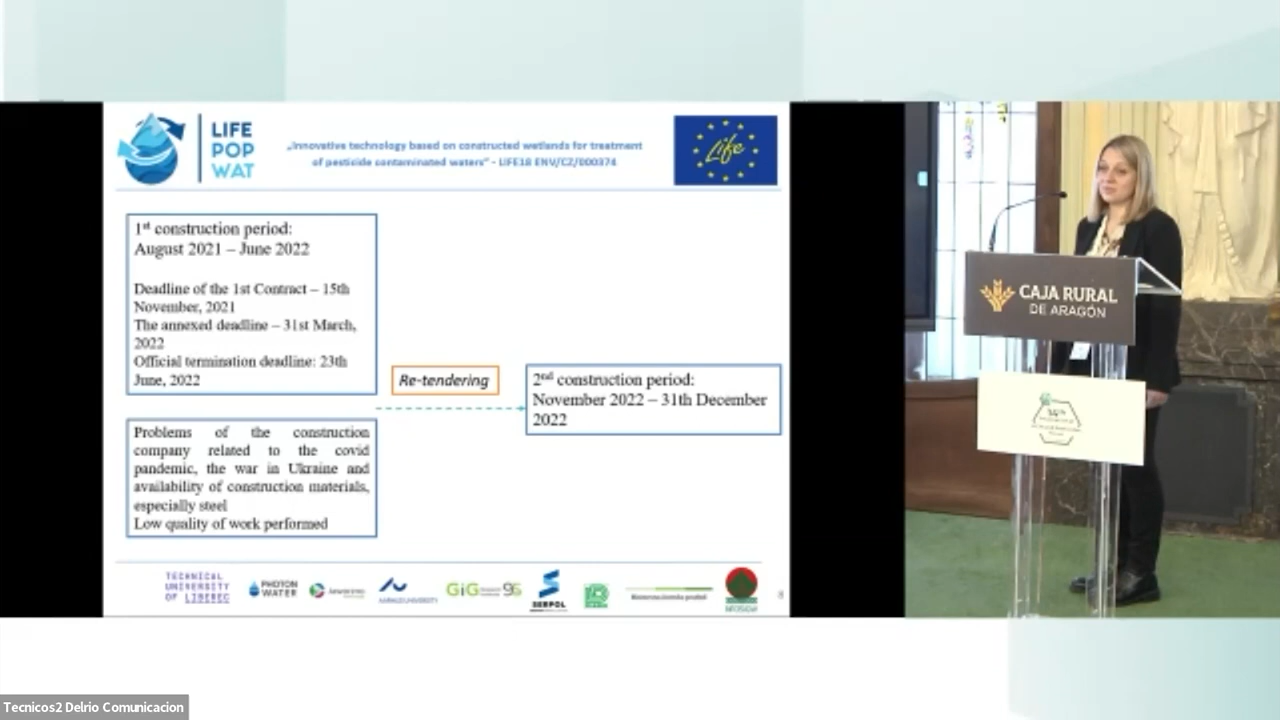 LIFE
POP
WAT
„Innovative technology based on constructed wetlands for treatment
of pesticide contaminated waters" - LIFE18 ENV/CZ/000374
Life
1st construction period:
August 2021 – June 2022
Deadline of the 1st Contract – 15th
November, 2021
The annexed deadline – 31st March,
2022
Official termination deadline: 23th
June, 2022
Problems of the construction
company related to the covid
pandemic, the war in Ukraine and
availability of construction materials,
especially steel
Low quality of work performed
Re-tendering
2nd construction period:
November 2022 – 31th December
2022
TECHNICAL
UNIVERSITY
OF LIBEREC
PHOTON
WATER
AARHUS UNIVERSITY
GIG
SERPOL
CAJA RURAL
DE ARAGÓN
Tecnicos2 Delrio Comunicacion